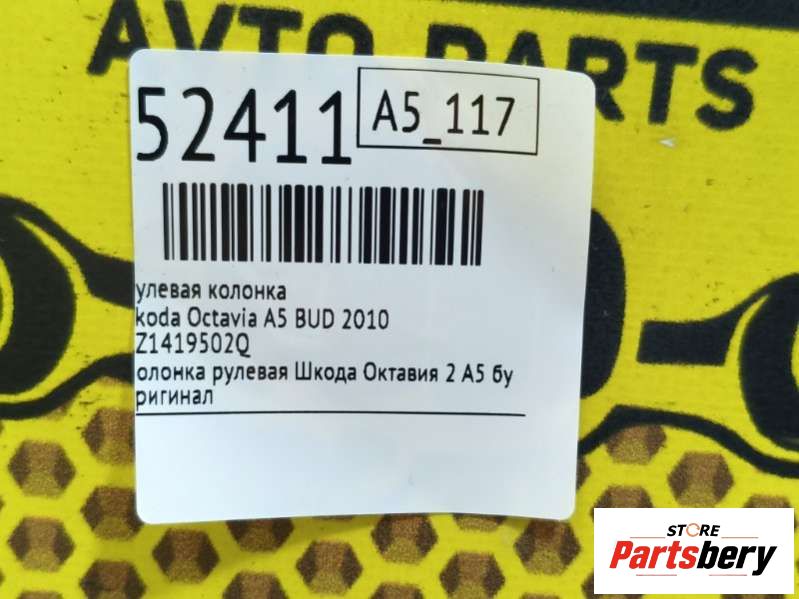 AVTO PARTS
52411
A5_117
улевая колонка
koda Octavia A5 BUD 2010
Z1419502Q
олонка рулевая Шкода Октавия 2 А5 бу
ригинал
STORE
Partsbery